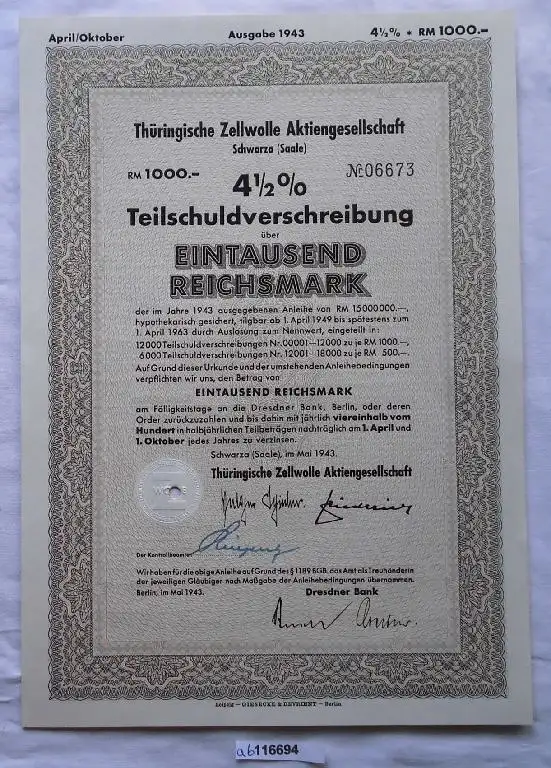 April/Oktober Ausgabe 1943 4½% * RM 1000.–
Thüringische Zellwolle Aktiengesellschaft
Schwarza (Saale)
RM 1000.– № 06673
4½%
Teilschuldverschreibung
über
EINTAUSEND
REICHSMARK
der im Jahre 1943 ausgegebenen Anleihe von RM 15000000.–,
hypothekarisch gesichert, tilgbar ab 1. April 1949 bis spätestens zum
1. April 1963 durch Auslosung zum Nennwert, eingeteilt in:
12000 Teilschuldverschreibungen Nr. 00001–12000 zu je RM 1000.–,
6000 Teilschuldverschreibungen Nr. 12001–18000 zu je RM 500.–.
Auf Grund dieser Urkunde und der umstehenden Anleihebedingungen
verpflichten wir uns, den Betrag von
EINTAUSEND REICHSMARK
am Fälligkeitstage an die Dresdner Bank, Berlin, oder deren
Order zurückzuzahlen und bis dahin mit jährlich viereinhalb vom
Hundert in halbjährlichen Teilbeträgen nachträglich am 1. April und
1. Oktober jedes Jahres zu verzinsen.
Schwarza (Saale), im Mai 1943.
Thüringische Zellwolle Aktiengesellschaft
Der Kontrollbeamte:
Wir haben für die obige Anleihe auf Grund des § 1189 BGB. das Amt als Treuhänderin
der jeweiligen Gläubiger nach Maßgabe der Anleihebedingungen übernommen.
Berlin, im Mai 1943. Dresdner Bank
Leipzig – GIESECKE & DEVRIENT – Berlin
ab116694